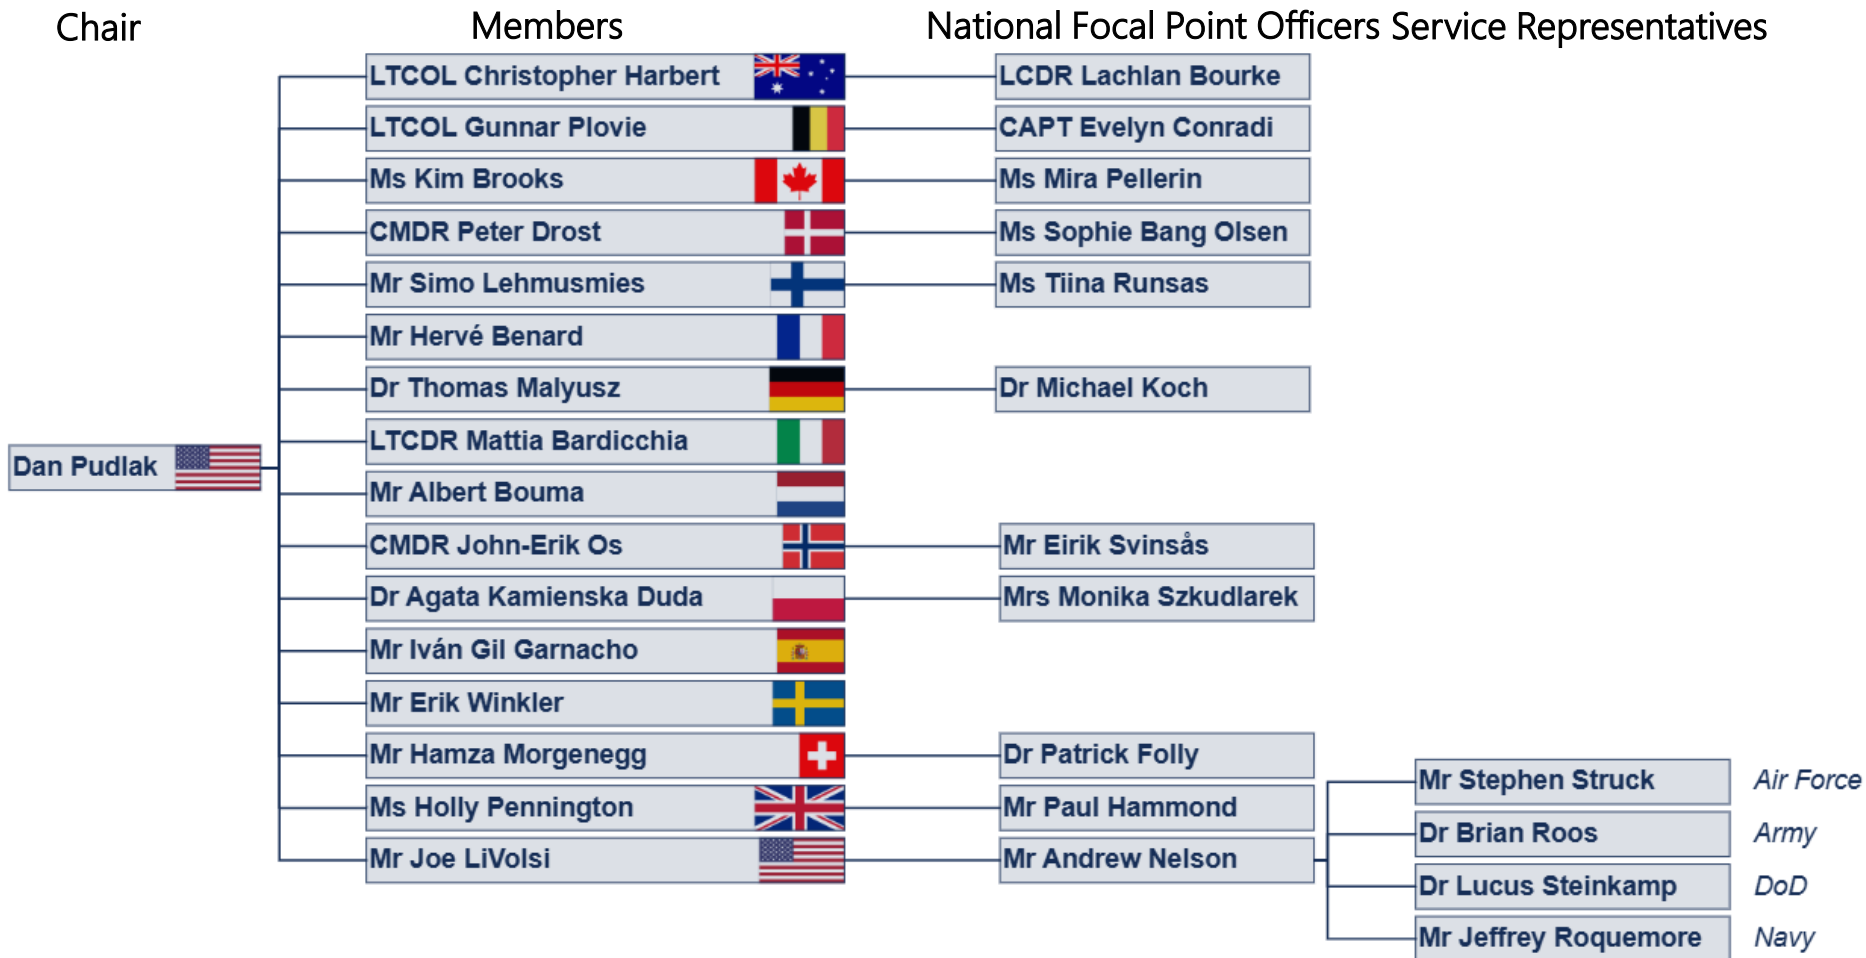 Chair
Members
National Focal Point Officers
Service Representatives
LTCOL Christopher Harbert
LCDR Lachlan Bourke
LTCOL Gunnar Plovie
CAPT Evelyn Conradi
Ms Kim Brooks
Ms Mira Pellerin
CMDR Peter Drost
Ms Sophie Bang Olsen
Mr Simo Lehmusmies
Ms Tiina Runsas
Mr Hervé Benard
Dr Thomas Malyusz
Dr Michael Koch
LTCDR Mattia Bardicchia
Dan Pudlak
Mr Albert Bouma
CMDR John-Erik Os
Mr Eirik Svinsås
Dr Agata Kamienska Duda
Mrs Monika Szkudlarek
Mr Iván Gil Garnacho
Mr Erik Winkler
Mr Hamza Morgenegg
Dr Patrick Folly
Mr Stephen Struck
Air Force
Ms Holly Pennington
Mr Paul Hammond
Dr Brian Roos
Army
Mr Joe LiVolsi
Mr Andrew Nelson
Dr Lucus Steinkamp
DoD
Mr Jeffrey Roquemore
Navy